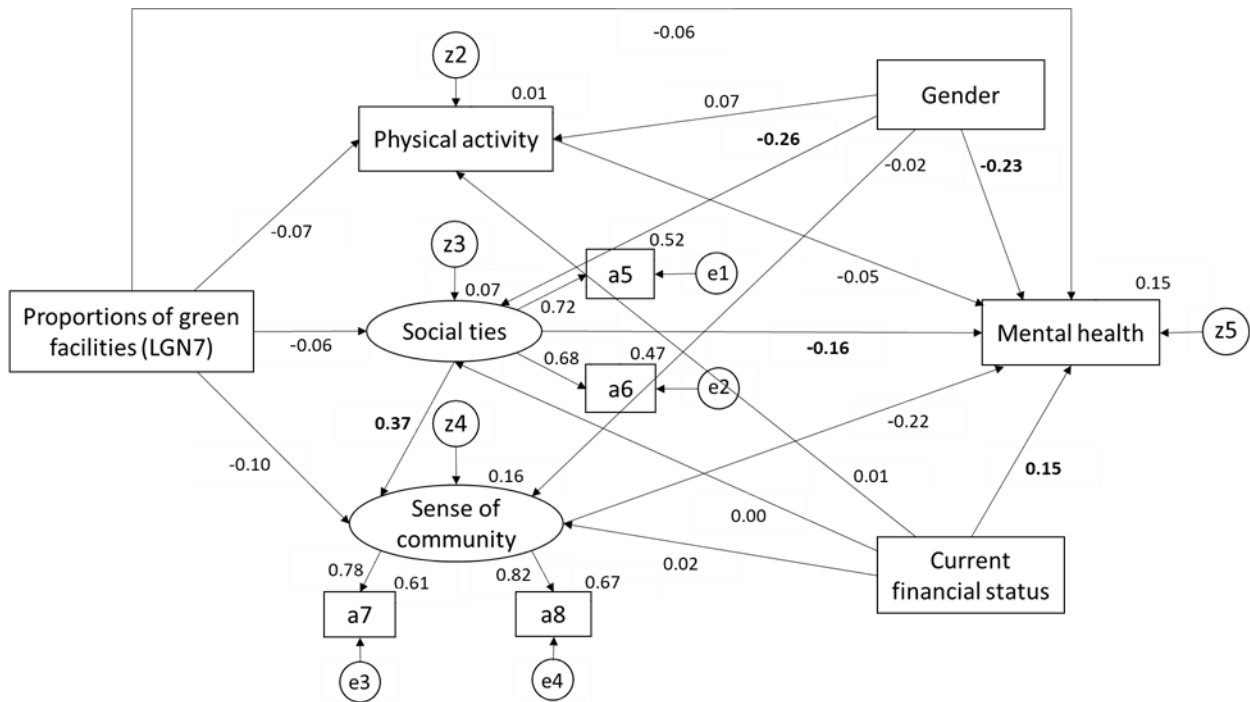 -0.06
z2
0.01
Physical activity
0.07
Gender
-0.26
-0.02
-0.23
-0.07
z3
0.52
a5
e1
-0.05
0.07
0.72
0.15
Proportions of green
facilities (LGN7)
-0.06
Social ties
-0.16
Mental health
z5
0.68
0.47
a6
e2
0.37
z4
-0.22
-0.10
0.16
0.01
0.15
Sense of
community
0.00
0.02
Current
financial status
0.78
0.61
0.82
0.67
a7
a8
e3
e4